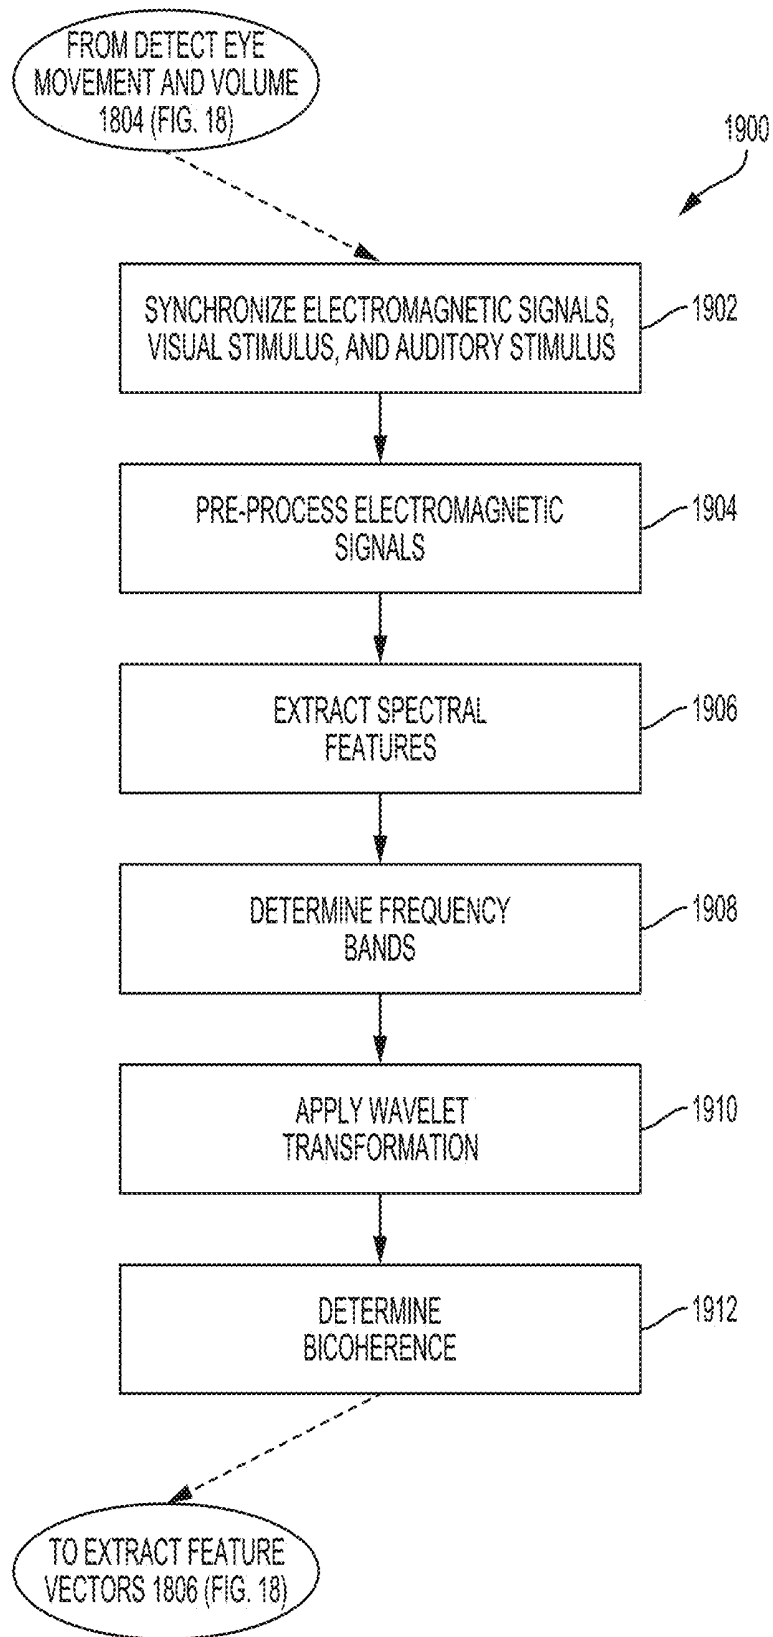 FROM DETECT EYE
MOVEMENT AND VOLUME
1804 (FIG. 18)
1900
SYNCHRONIZE ELECTROMAGNETIC SIGNALS,
VISUAL STIMULUS, AND AUDITORY STIMULUS
1902
PRE-PROCESS ELECTROMAGNETIC
SIGNALS
1904
EXTRACT SPECTRAL
FEATURES
1906
DETERMINE FREQUENCY
BANDS
1908
APPLY WAVELET
TRANSFORMATION
1910
DETERMINE
BICOHERENCE
1912
TO EXTRACT FEATURE
VECTORS 1806 (FIG. 18)